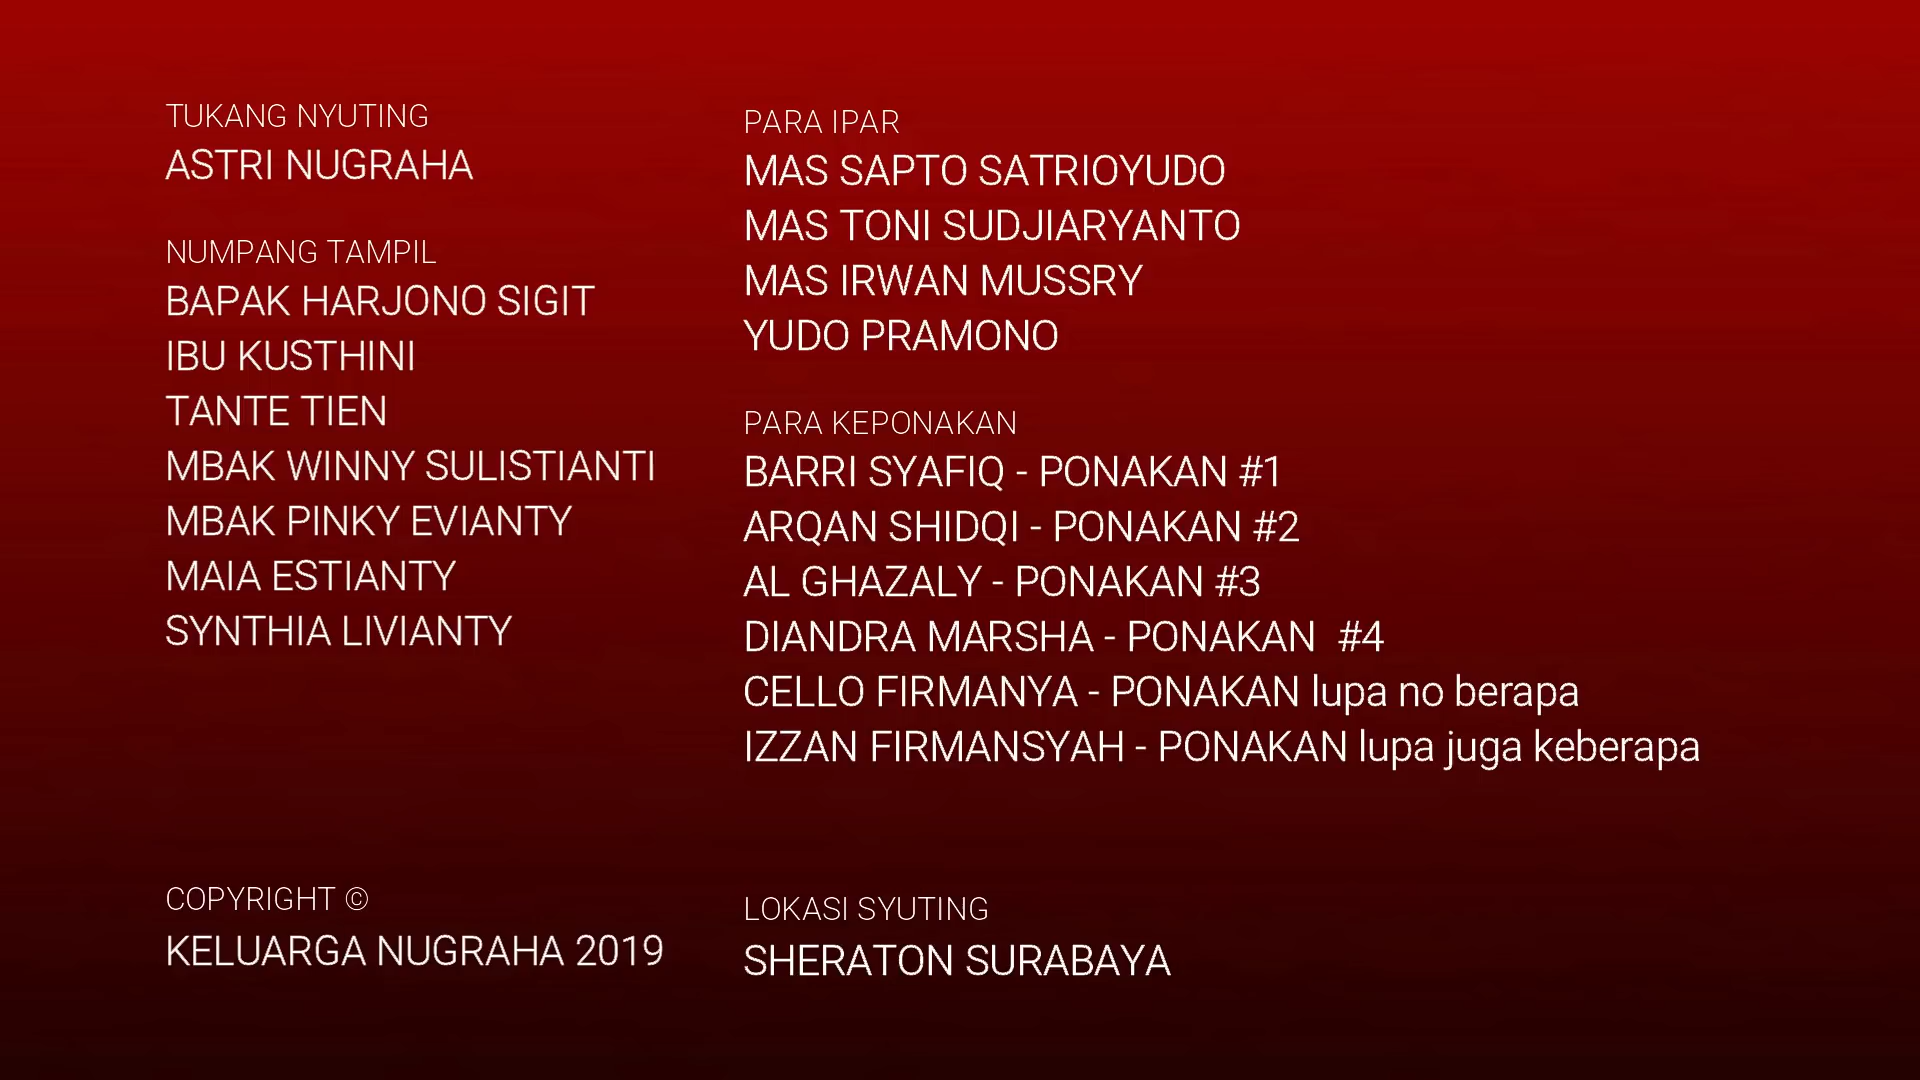 TUKANG NYUTING
ASTRI NUGRAHA
NUMPANG TAMPIL
BAPAK HARJONO SIGIT
IBU KUSTHINI
TANTE TIEN
MBAK WINNY SULISTIANTI
MBAK PINKY EVIANTY
MAIA ESTIANTY
SYNTHIA LIVIANTY
PARA IPAR
MAS SAPTO SATRIOYUDO
MAS TONI SUDJIARYANTO
MAS IRWAN MUSSRY
YUDO PRAMONO
PARA KEPONAKAN
BARRI SYAFIQ - PONAKAN #1
ARQAN SHIDQI - PONAKAN #2
AL GHAZALY - PONAKAN #3
DIANDRA MARSHA - PONAKAN  #4
CELLO FIRMANYA - PONAKAN lupa no berapa
IZZAN FIRMANSYAH - PONAKAN lupa juga keberapa
COPYRIGHT ©
KELUARGA NUGRAHA 2019
LOKASI SYUTING
SHERATON SURABAYA